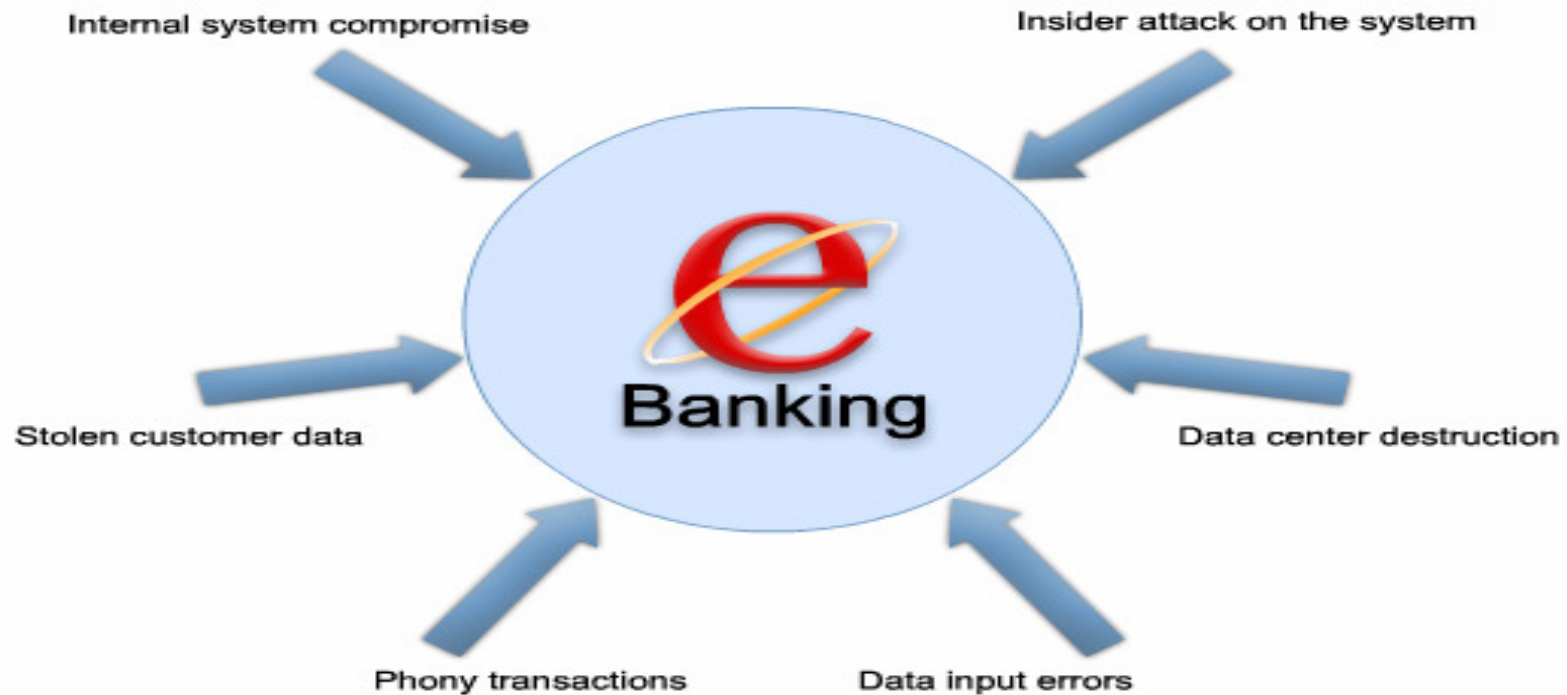 Internal system compromise
Insider attack on the system
e
Banking
Stolen customer data
Data center destruction
Phony transactions
Data input errors